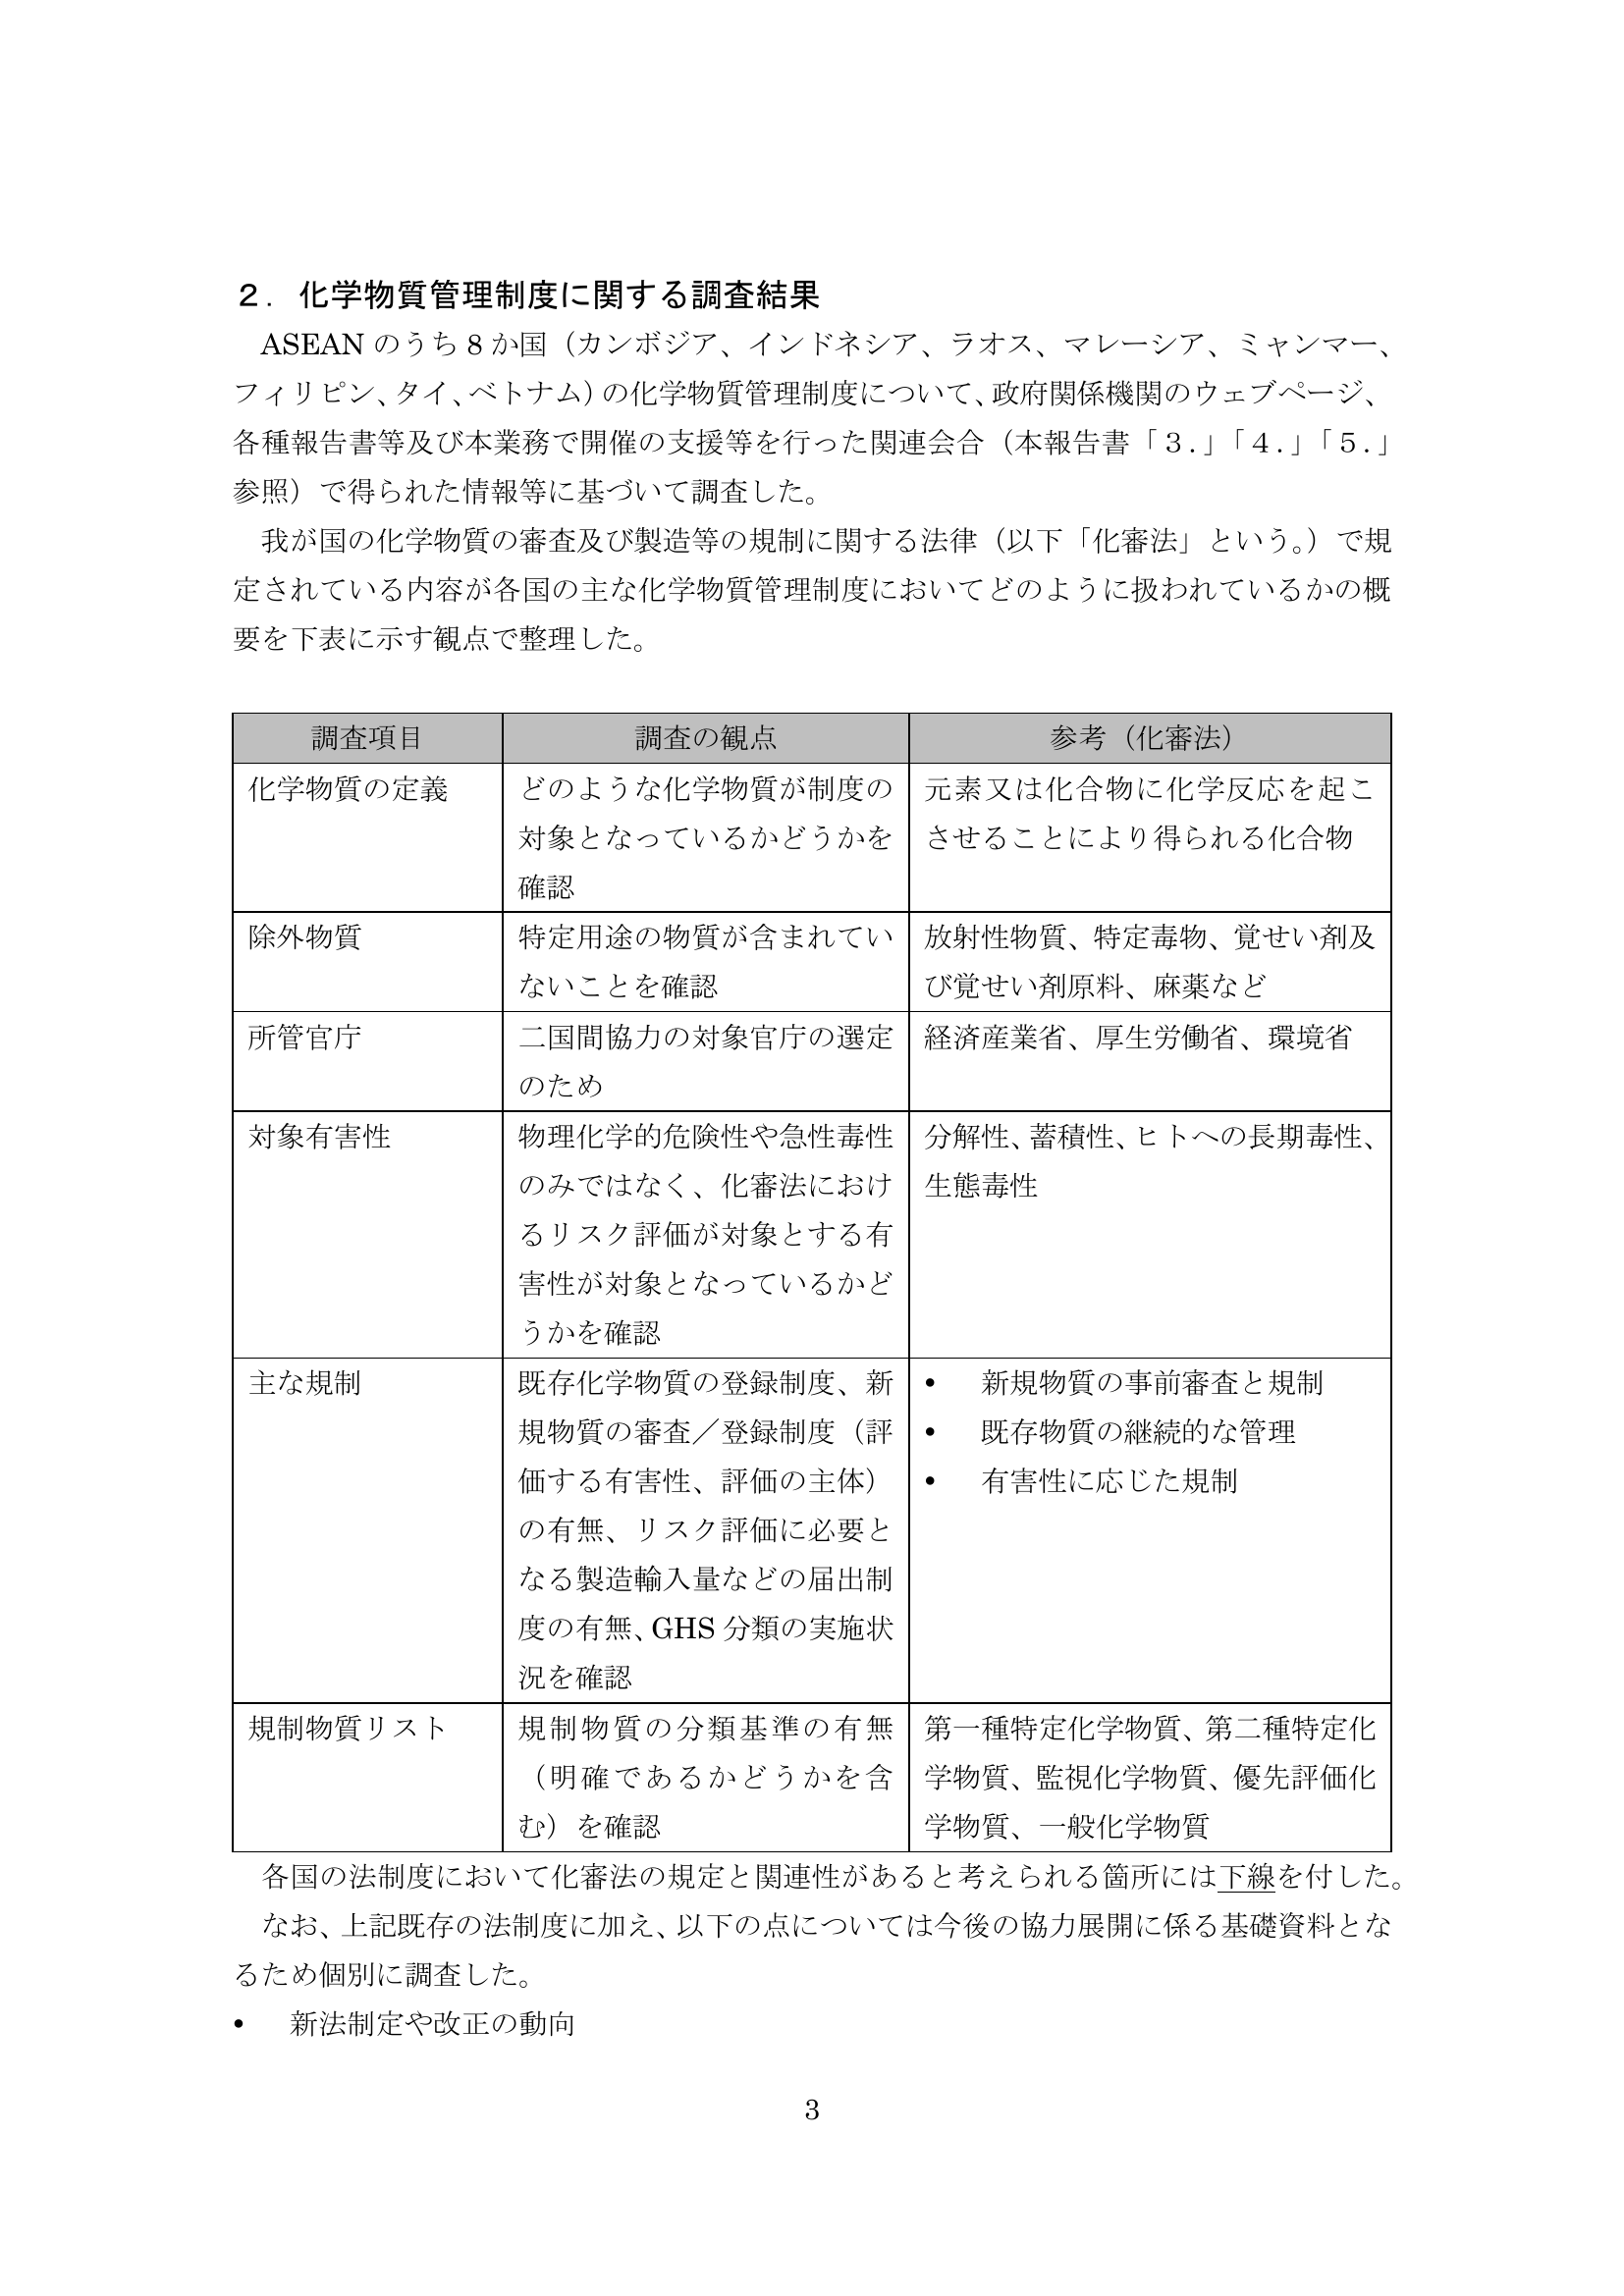 ２．化学物質管理制度に関する調査結果
ASEAN のうち 8 か国（カンボジア、インドネシア、ラオス、マレーシア、ミャンマー、
フィリピン、タイ、ベトナム）の化学物質管理制度について、政府関係機関のウェブページ、
各種報告書等及び本業務で開催の支援等を行った関連会合（本報告書「３．」「４．」「５．」
参照）で得られた情報等に基づいて調査した。
我が国の化学物質の審査及び製造等の規制に関する法律（以下「化審法」という。）で規
定されている内容が各国の主な化学物質管理制度においてどのように扱われているかの概
要を下表に示す観点で整理した。
調査項目
調査の観点
参考（化審法）
化学物質の定義
どのような化学物質が制度の
対象となっているかどうかを
確認
元素又は化合物に化学反応を起こ
させることにより得られる化合物
除外物質
特定用途の物質が含まれてい
ないことを確認
放射性物質、特定毒物、覚せい剤及
び覚せい剤原料、麻薬など
所管官庁
二国間協力の対象官庁の選定
のため
経済産業省、厚生労働省、環境省
対象有害性
物理化学的危険性や急性毒性
のみではなく、化審法におけ
るリスク評価が対象とする有
害性が対象となっているかど
うかを確認
分解性、蓄積性、ヒトへの長期毒性、
生態毒性
主な規制
既存化学物質の登録制度、新
規物質の審査／登録制度（評
価する有害性、評価の主体）
の有無、リスク評価に必要と
なる製造輸入量などの届出制
度の有無、GHS 分類の実施状
況を確認
• 新規物質の事前審査と規制
• 既存物質の継続的な管理
• 有害性に応じた規制
規制物質リスト
規制物質の分類基準の有無
（明確であるかどうかを含
む）を確認
第一種特定化学物質、第二種特定化
学物質、監視化学物質、優先評価化
学物質、一般化学物質
各国の法制度において化審法の規定と関連性があると考えられる箇所には下線を付した。
なお、上記既存の法制度に加え、以下の点については今後の協力展開に係る基礎資料とな
るため個別に調査した。
• 新法制定や改正の動向
3